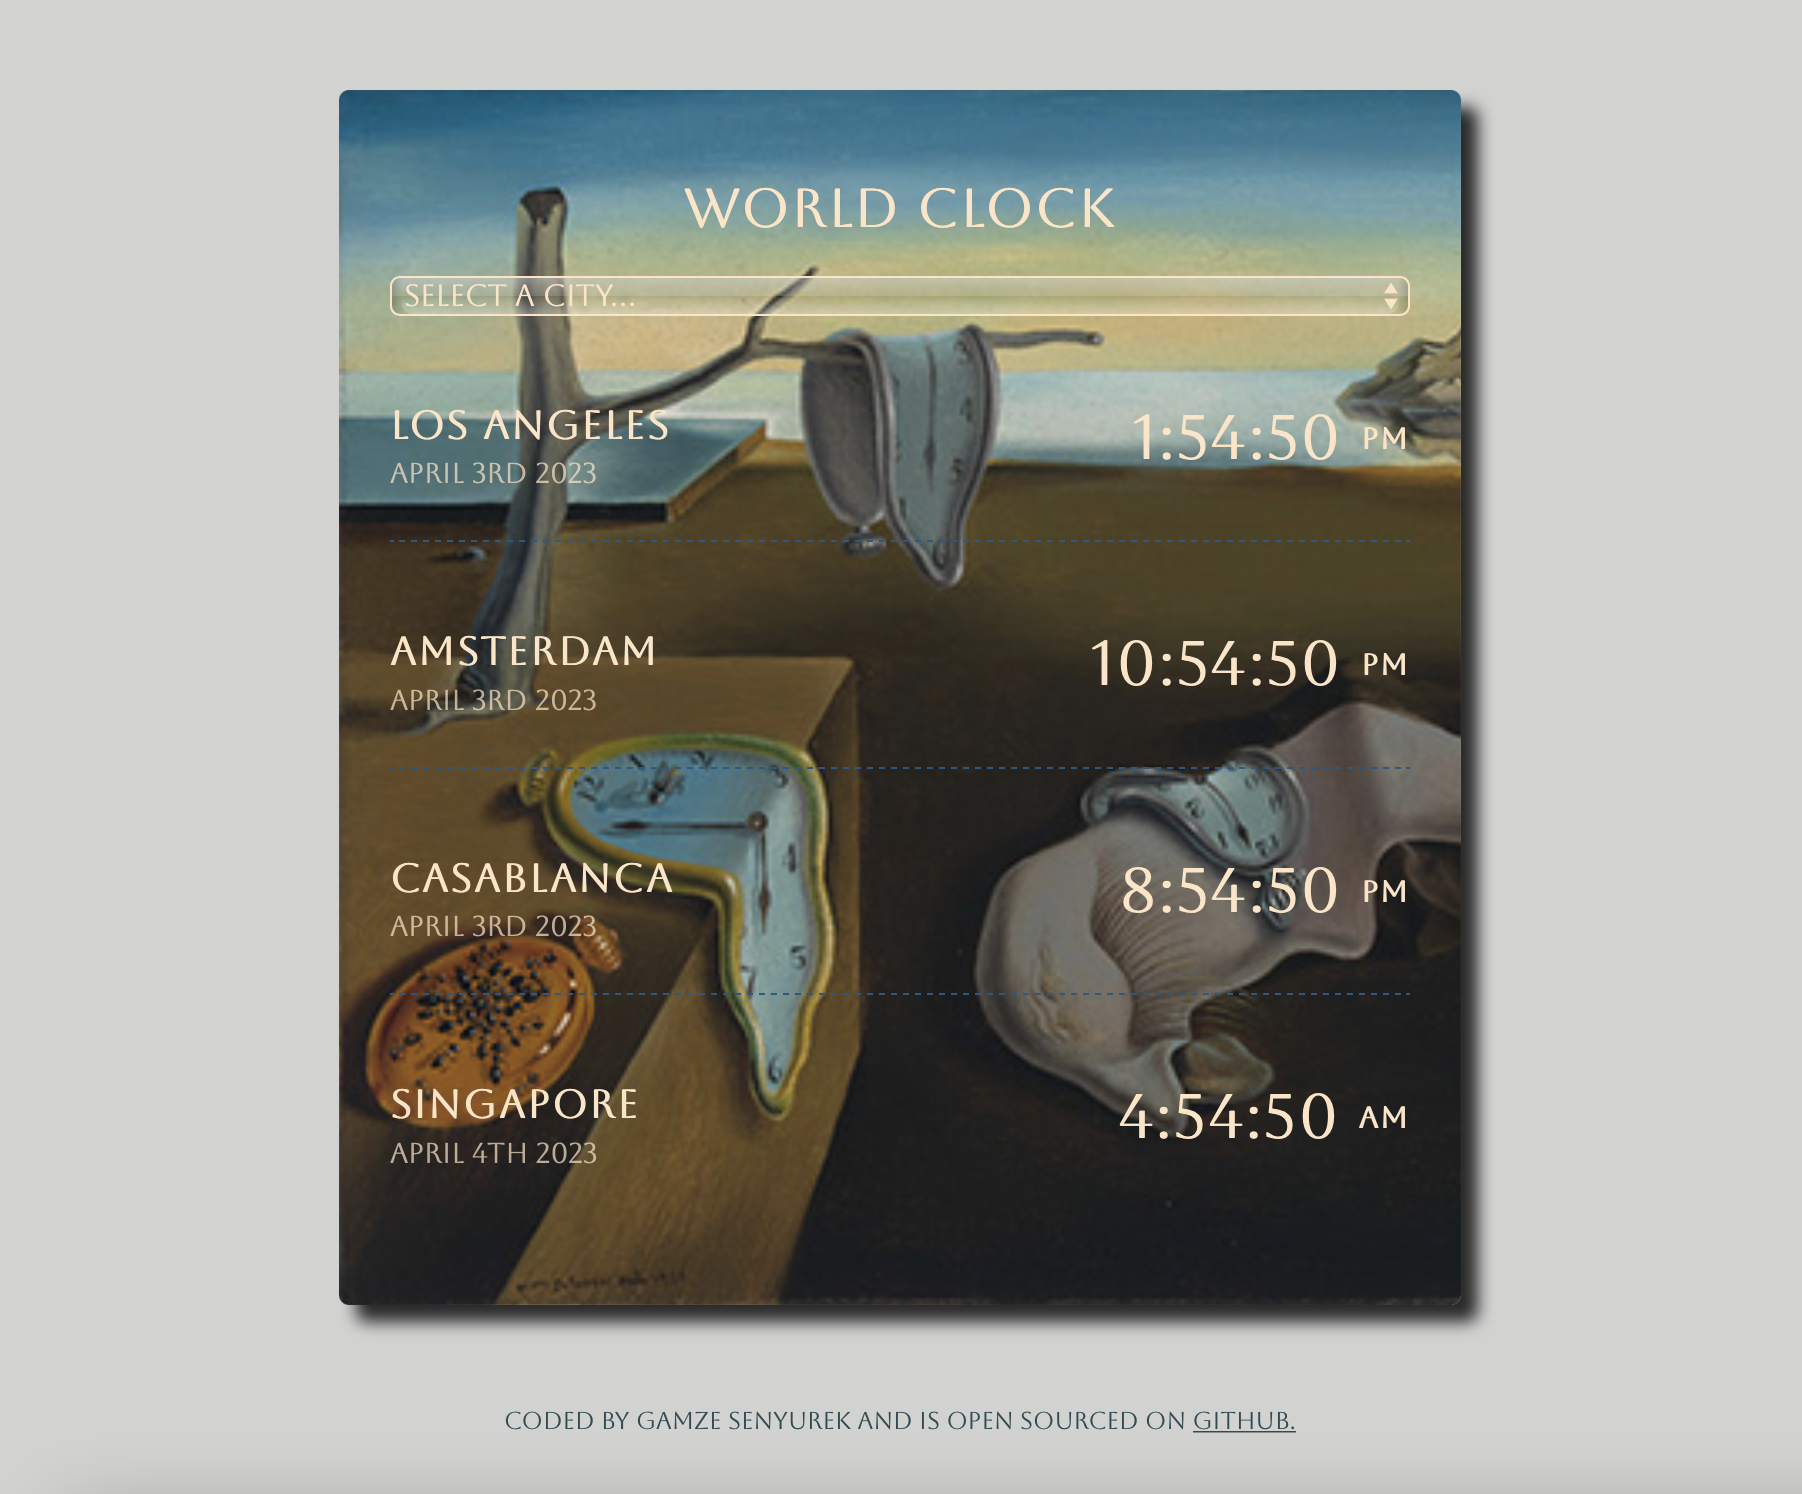 WORLD CLOCK
SELECT A CITY...
LOS ANGELES
APRIL 3RD 2023
1:54:50 PM
AMSTERDAM
APRIL 3RD 2023
10:54:50 PM
CASABLANCA
APRIL 3RD 2023
8:54:50 PM
SINGAPORE
APRIL 4TH 2023
4:54:50 AM
CODED BY GAMZE SENYUREK AND IS OPEN SOURCED ON GITHUB.